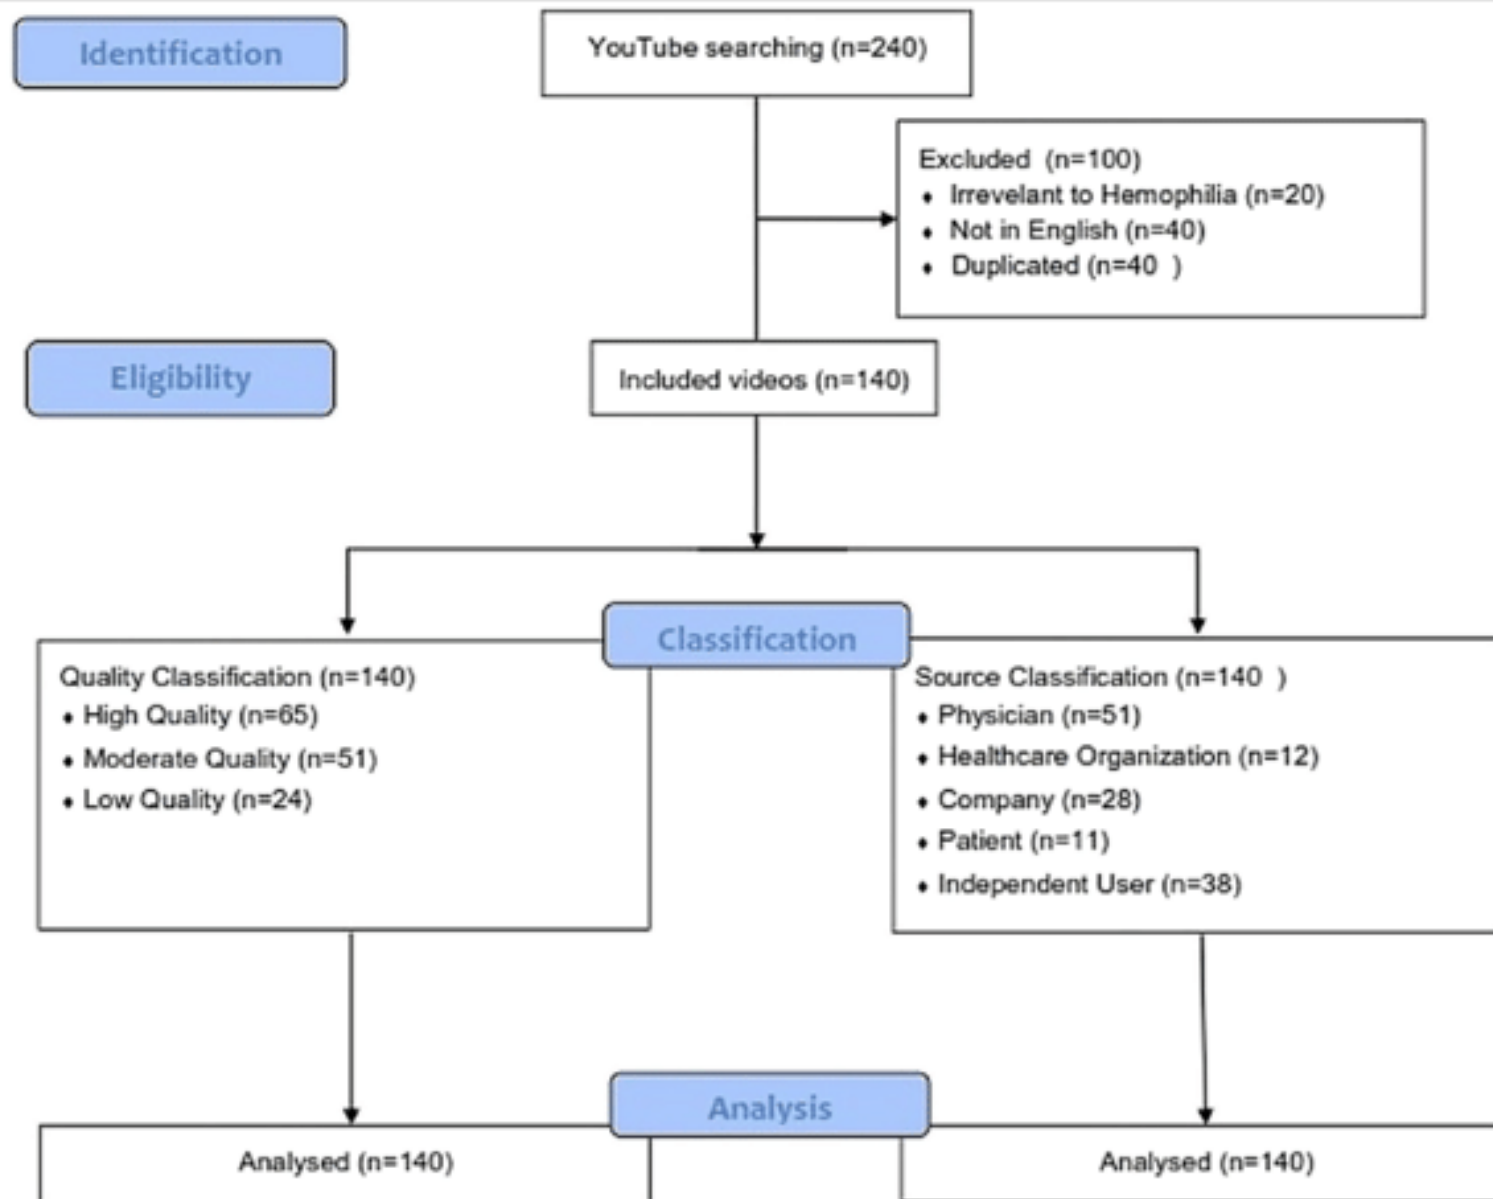 Identification
YouTube searching (n=240)
Excluded (n=100)
♦ Irrevelant to Hemophilia (n=20)
♦ Not in English (n=40)
♦ Duplicated (n=40 )
Eligibility
Included videos (n=140)
Classification
Quality Classification (n=140)
♦ High Quality (n=65)
♦ Moderate Quality (n=51)
♦ Low Quality (n=24)
Source Classification (n=140 )
♦ Physician (n=51)
♦ Healthcare Organization (n=12)
♦ Company (n=28)
♦ Patient (n=11)
♦ Independent User (n=38)
Analysis
Analysed (n=140)
Analysed (n=140)